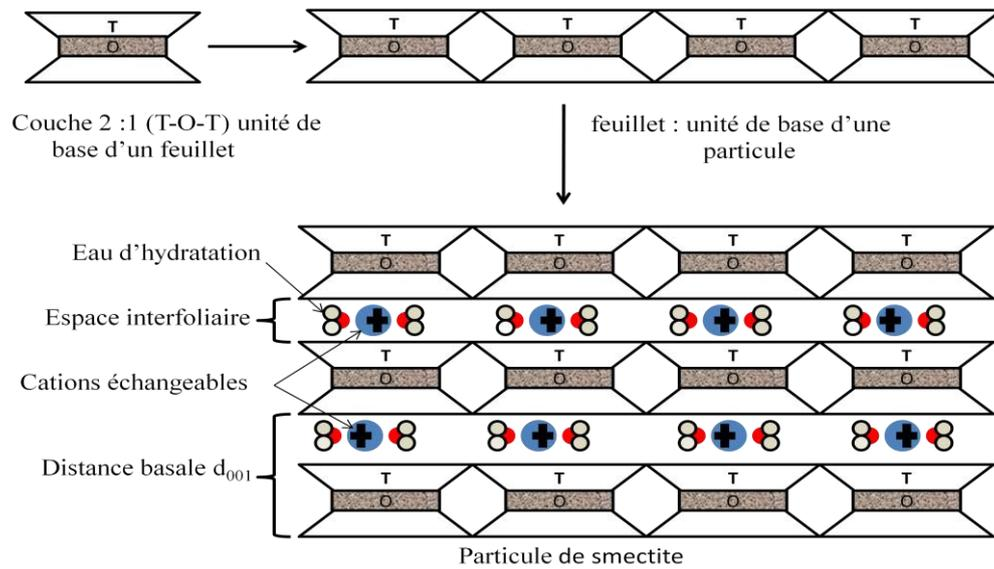 T
O
T T T T
O O O O
Couche 2 :1 (T-O-T) unité de
base d'un feuillet
feuillet : unité de base d'une
particule
T T T T
O O O O
Eau d'hydratation
Espace interfoliaire
+ + + +
T T T T
O O O O
Cations échangeables
+ + + +
Distance basale d001
T T T T
O O O O
Particule de smectite